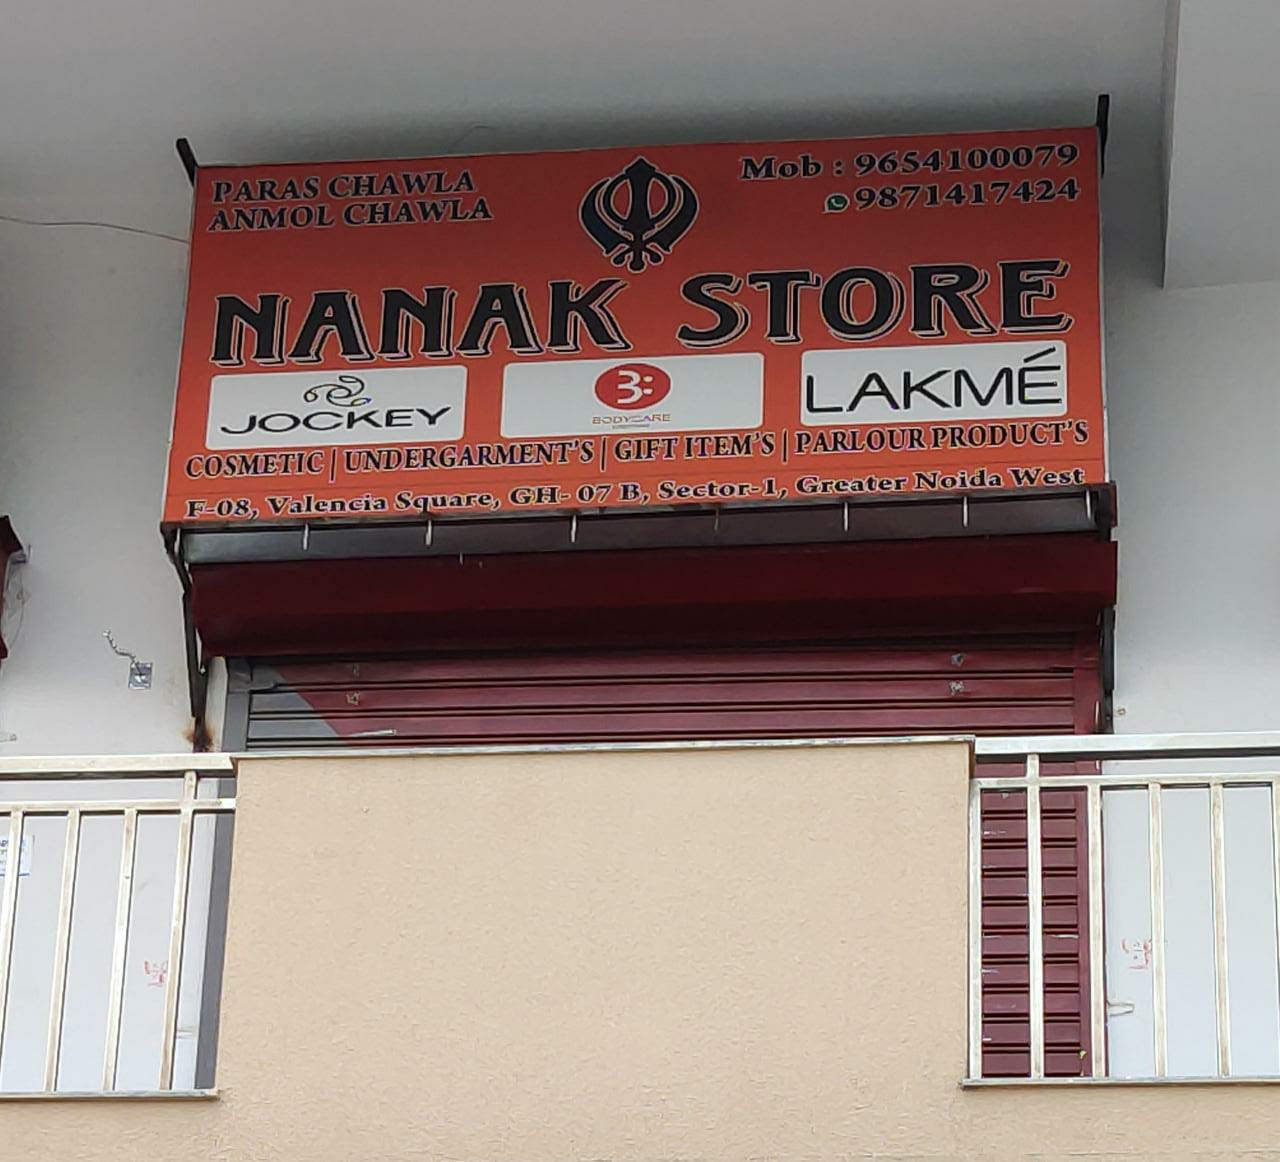 PARAS CHAWLA
ANMOL CHAWLA
Mob : 9654100079
9871417424
NANAK STORE
JOCKEY
B:
BODYCARE
LAKMÉ
COSMETIC | UNDERGARMENT'S | GIFT ITEM'S | PARLOUR PRODUCT'S
F-08, Valencia Square, GH- 07 B, Sector-1, Greater Noida West